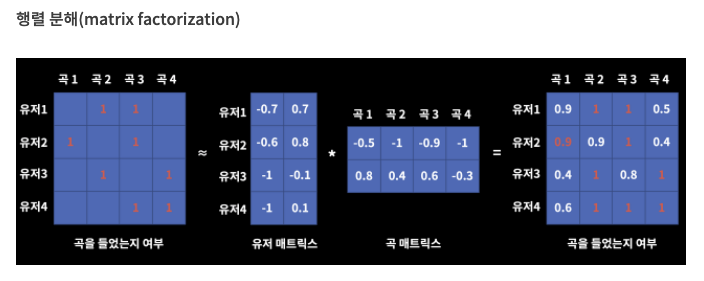 행렬 분해(matrix factorization)
곡 1 곡 2 곡 3 곡 4
유저1 1 1
유저2 1 1
유저3 1 1
유저4 1 1
곡을 들었는지 여부
≈
유저1 -0.7 0.7
유저2 -0.6 0.8
유저3 -1 -0.1
유저4 -1 0.1
유저 매트릭스
*
곡 1 곡 2 곡 3 곡 4
-0.5 -1 -0.9 -1
0.8 0.4 0.6 -0.3
곡 매트릭스
=
곡 1 곡 2 곡 3 곡 4
유저1 0.9 1 1 0.5
유저2 0.9 0.9 1 0.4
유저3 0.4 1 0.8 1
유저4 0.6 1 1 1
곡을 들었는지 여부